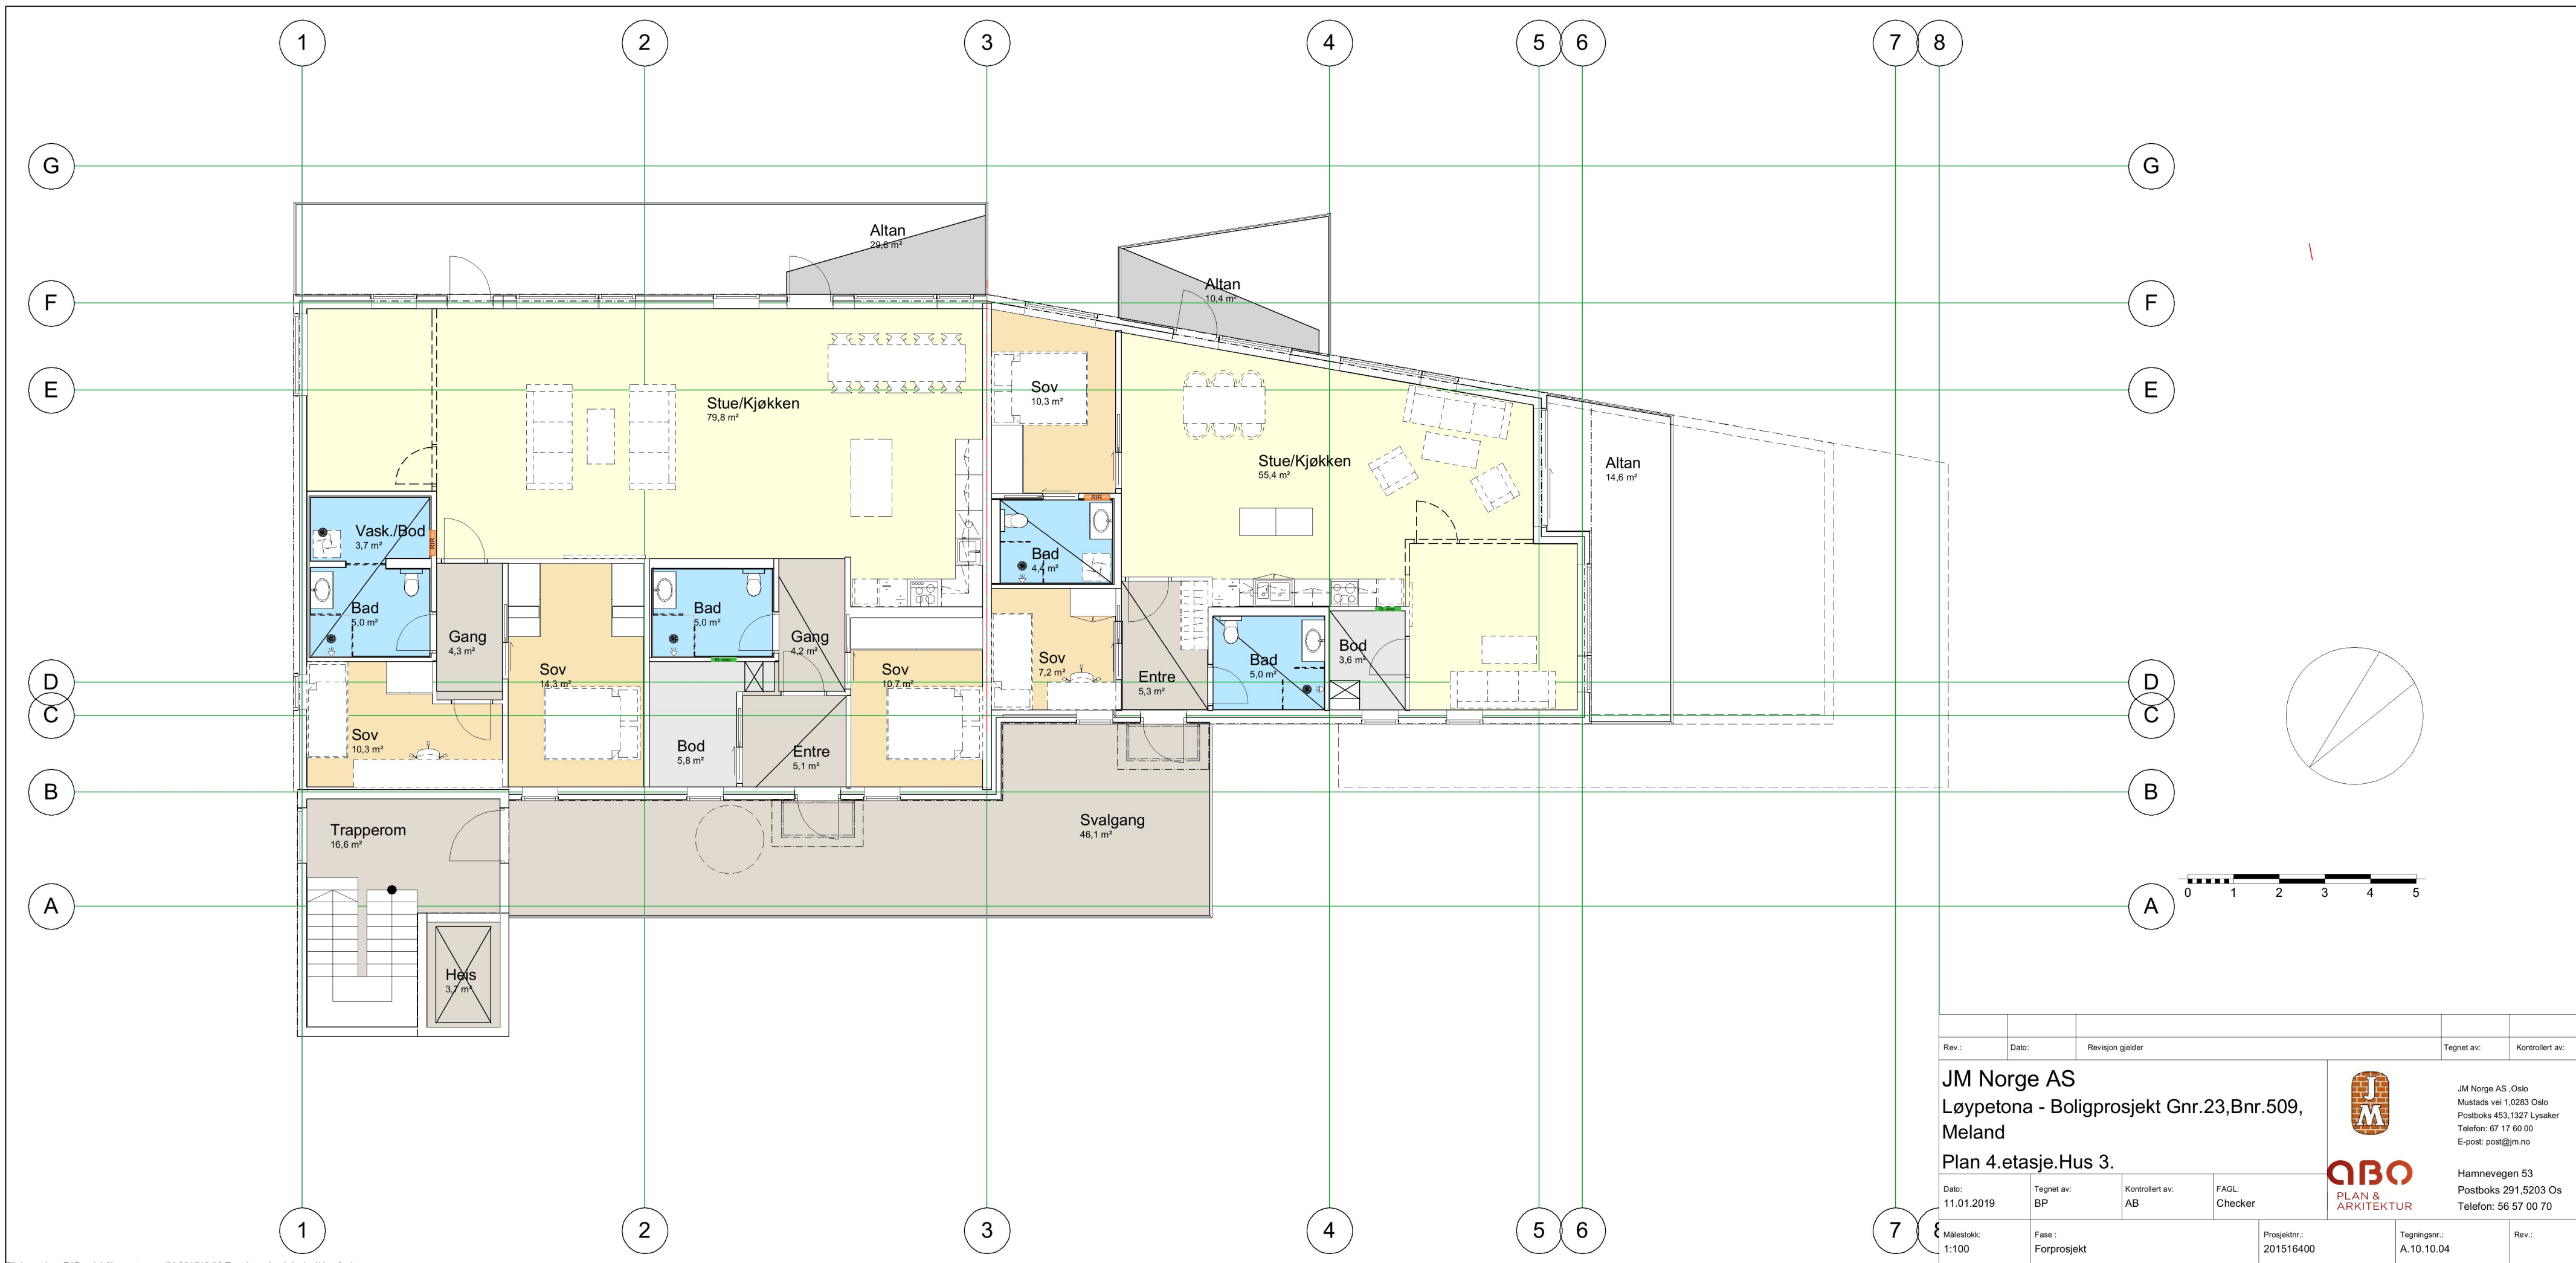 1 2 3 4 5 6 7 8
G G
Altan
29,8 m²
Altan
10,4 m²
F F
E E
Stue/Kjøkken
79,8 m²
Sov
10,3 m²
Stue/Kjøkken
55,4 m²
Altan
14,6 m²
RIR
RIR
Vask./Bod
3,7 m²
Bad
4,4 m²
Bad
5,0 m²
Bad
5,0 m²
Gang
4,3 m²
Gang
4,2 m²
Sov
14,3 m²
Sov
10,7 m²
Sov
7,2 m²
Entre
5,3 m²
Bad
5,0 m²
Bod
3,6 m²
D D
C C
Sov
10,3 m²
Bod
5,8 m²
Entre
5,1 m²
B B
Trapperom
16,6 m²
Svalgang
46,1 m²
A A
0 1 2 3 4 5
Heis
3,7 m²
Rev.: Dato: Revisjon gjelder Tegnet av: Kontrollert av:
JM Norge AS
Løypetona - Boligprosjekt Gnr.23,Bnr.509,
Meland
Plan 4.etasje.Hus 3.
JM
JM Norge AS ,Oslo
Mustads vei 1,0283 Oslo
Postboks 453,1327 Lysaker
Telefon: 67 17 60 00
E-post: post@jm.no
ABO
PLAN &
ARKITEKTUR
Hamnevegen 53
Postboks 291,5203 Os
Telefon: 56 57 00 70
Dato: Tegnet av: Kontrollert av: FAGL:
11.01.2019 BP AB Checker
Målestokk: Fase : Prosjektnr.: Tegningsnr.: Rev.:
1:100 Forprosjekt 201516400 A.10.10.04
1 2 3 4 5 6 7